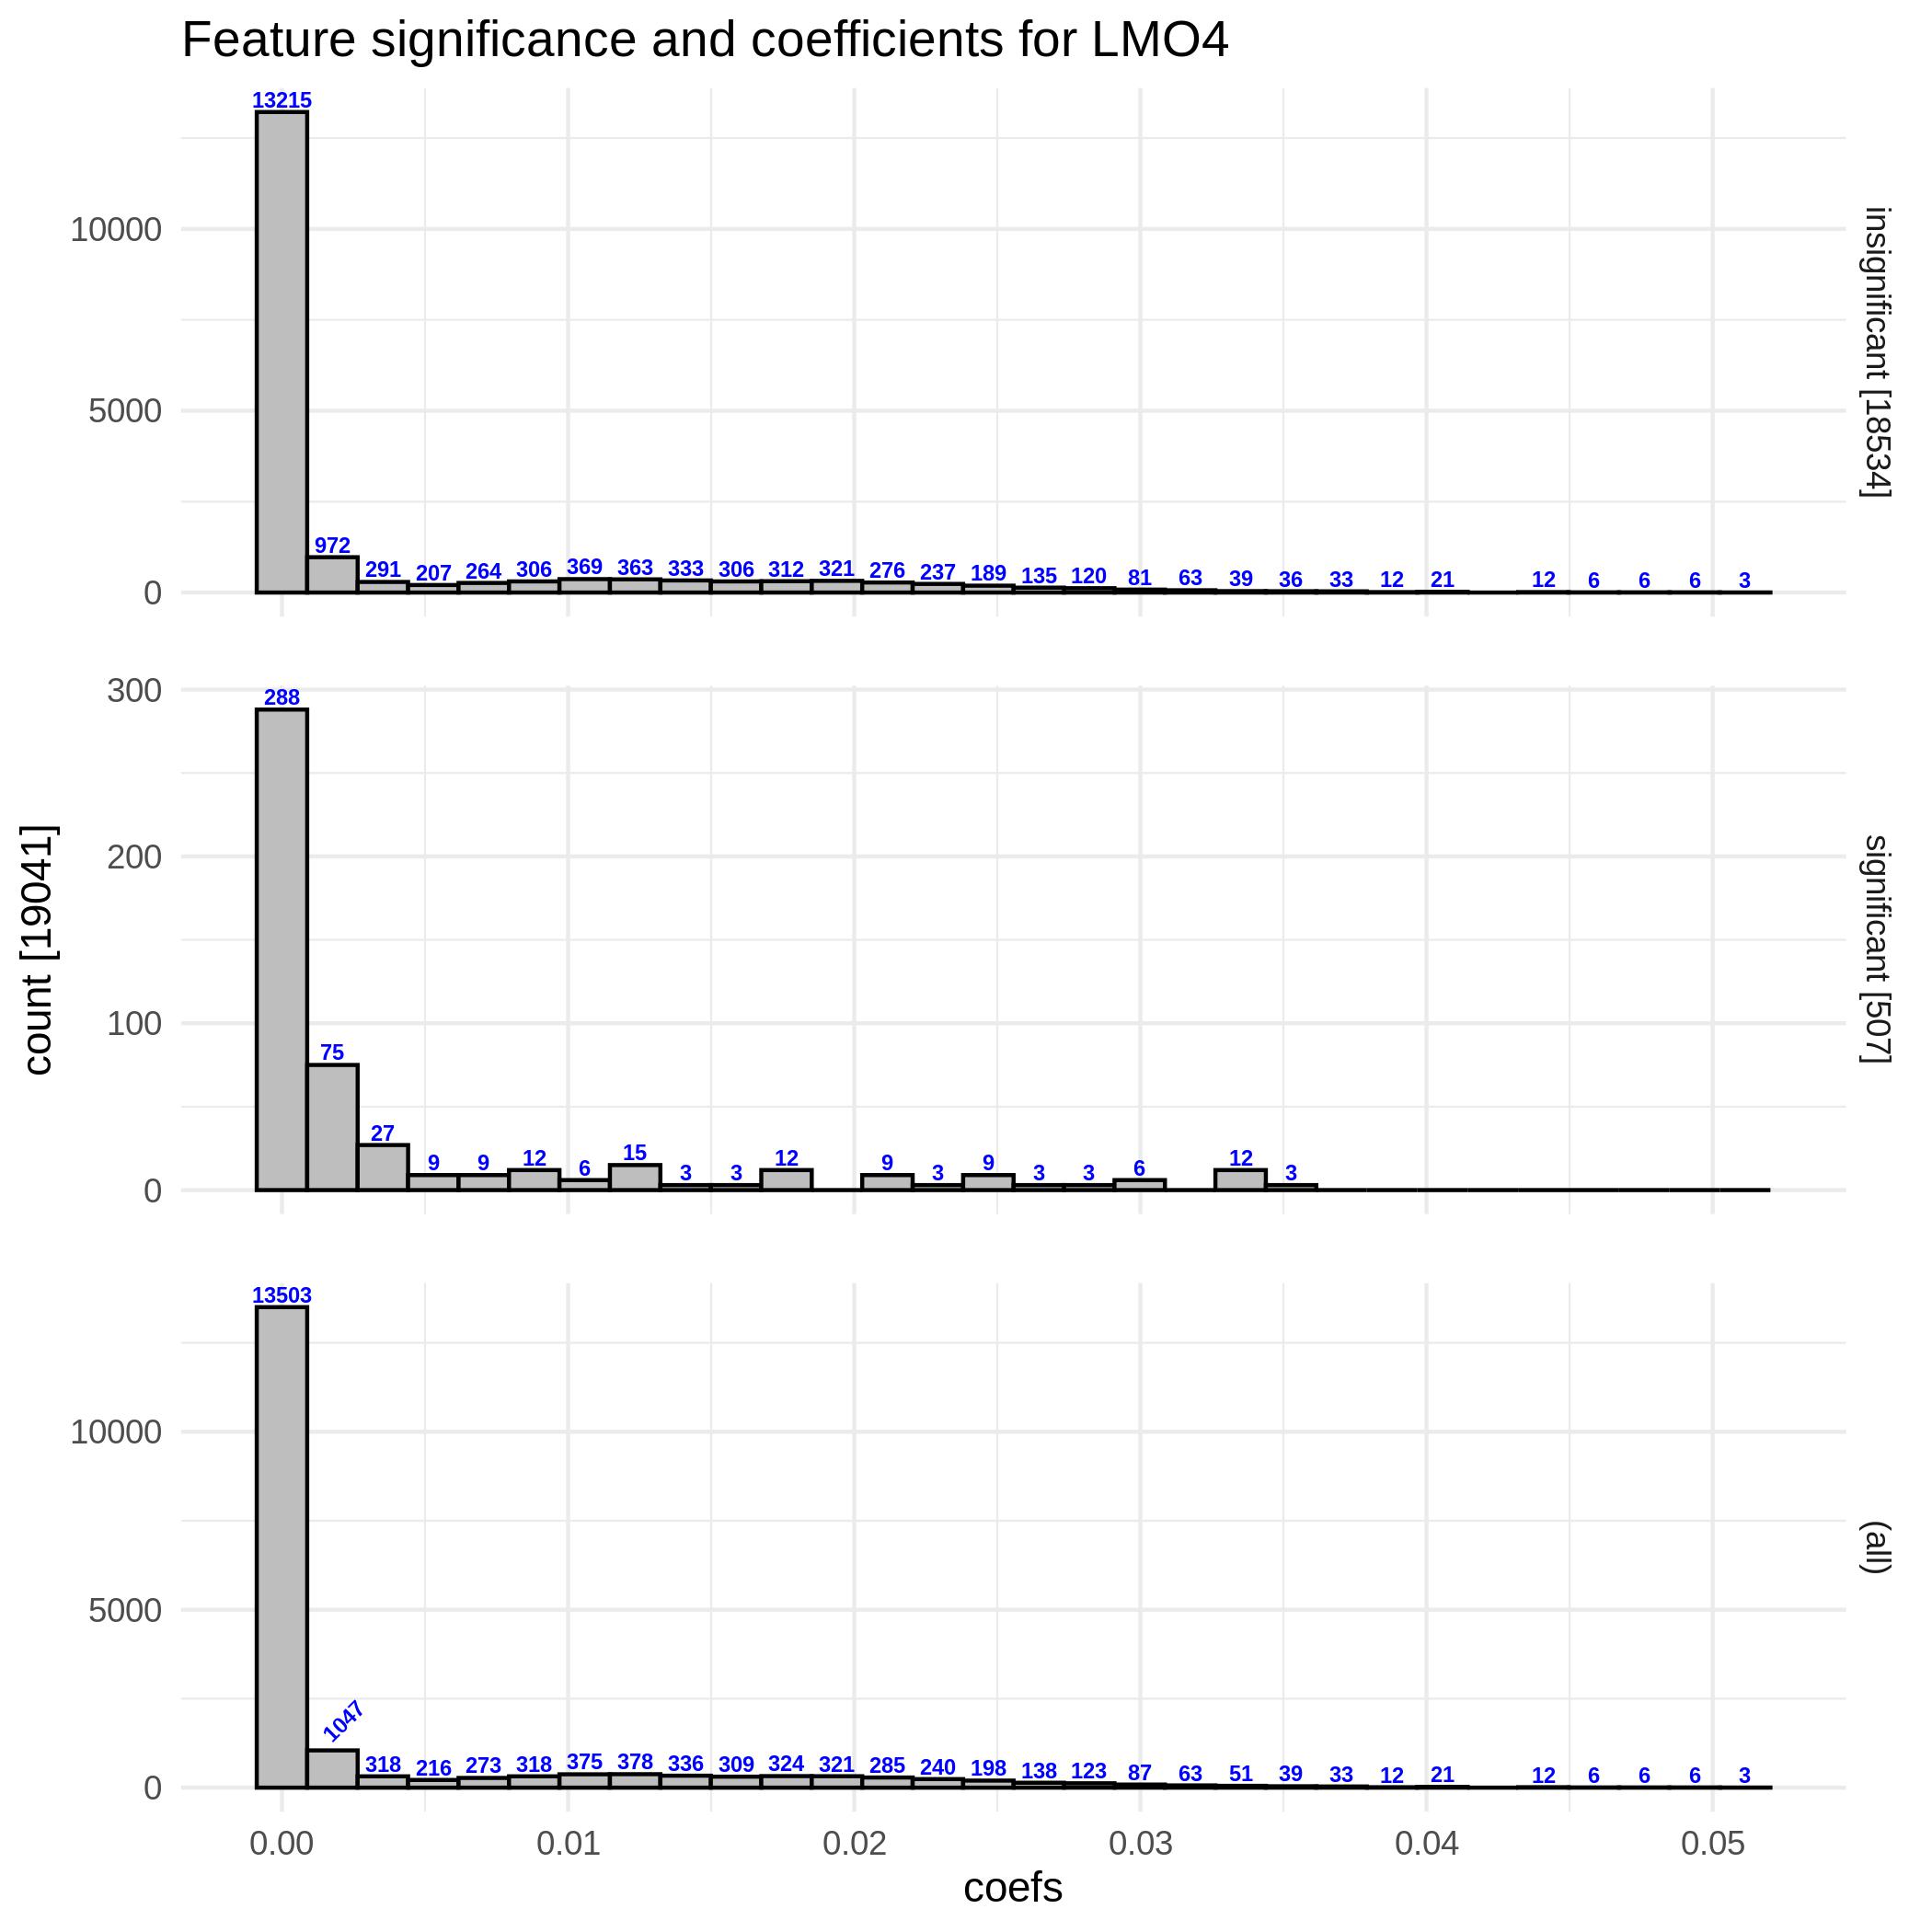 Feature significance and coefficients for LMO4
13215
10000
5000
0
972 291 207 264 306 369 363 333 306 312 321 276 237 189 135 120 81 63 39 36 33 12 21 12 6 6 6 3
insignificant [18534]
300
200
100
0
288
75
27
9 9 12 6 15 3 3 12 9 3 9 3 3 6 12 3
significant [507]
count [19041]
13503
10000
5000
0
1047
318 216 273 318 375 378 336 309 324 321 285 240 198 138 123 87 63 51 39 33 12 21 12 6 6 6 3
(all)
0.00 0.01 0.02 0.03 0.04 0.05
coefs